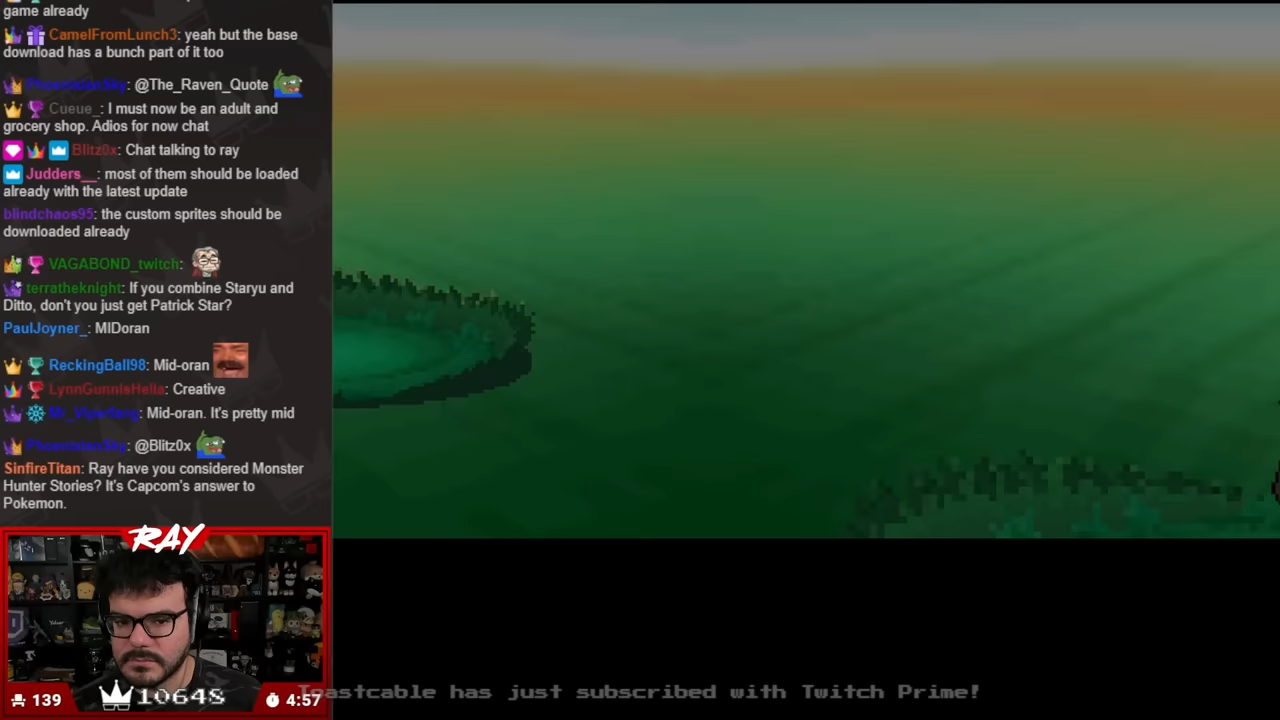 game already
CamelFromLunch3: yeah but the base
download has a bunch part of it too
PhoenixianSky: @The_Raven_Quote
Cueue_: I must now be an adult and
grocery shop. Adios for now chat
Blitz0x: Chat talking to ray
Judders__: most of them should be loaded
already with the latest update
blindchaos95: the custom sprites should be
downloaded already
VAGABOND_twitch:
terratheknight: If you combine Staryu and
Ditto, don't you just get Patrick Star?
PaulJoyner_: MIDoran
ReckingBall98: Mid-oran
LynnGunnisHella: Creative
Mr_Viperfang: Mid-oran. It's pretty mid
PhoenixianSky: @Blitz0x
SinfireTitan: Ray have you considered Monster
Hunter Stories? It's Capcom's answer to
Pokemon.
RAY
139
10648
4:57
Toastcable has just subscribed with Twitch Prime!